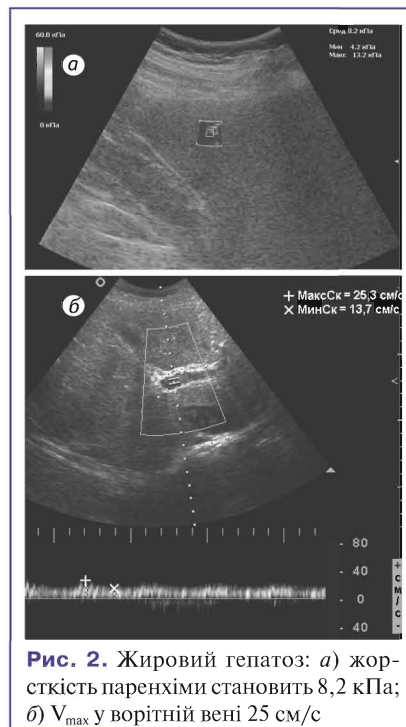 60.0 кПа
а
0 кПа
Сред 8.2 кПа
Мин 4.2 кПа
Макс 13.2 кПа
б
+ МаксСк = 25,3 см/с
× МинСк = 13,7 см/с
- 80
- 40
- 0
40
+
см/с
-
Рис. 2. Жировий гепатоз: а) жор-
сткість паренхіми становить 8,2 кПа;
б) Vmax у ворітній вені 25 см/с